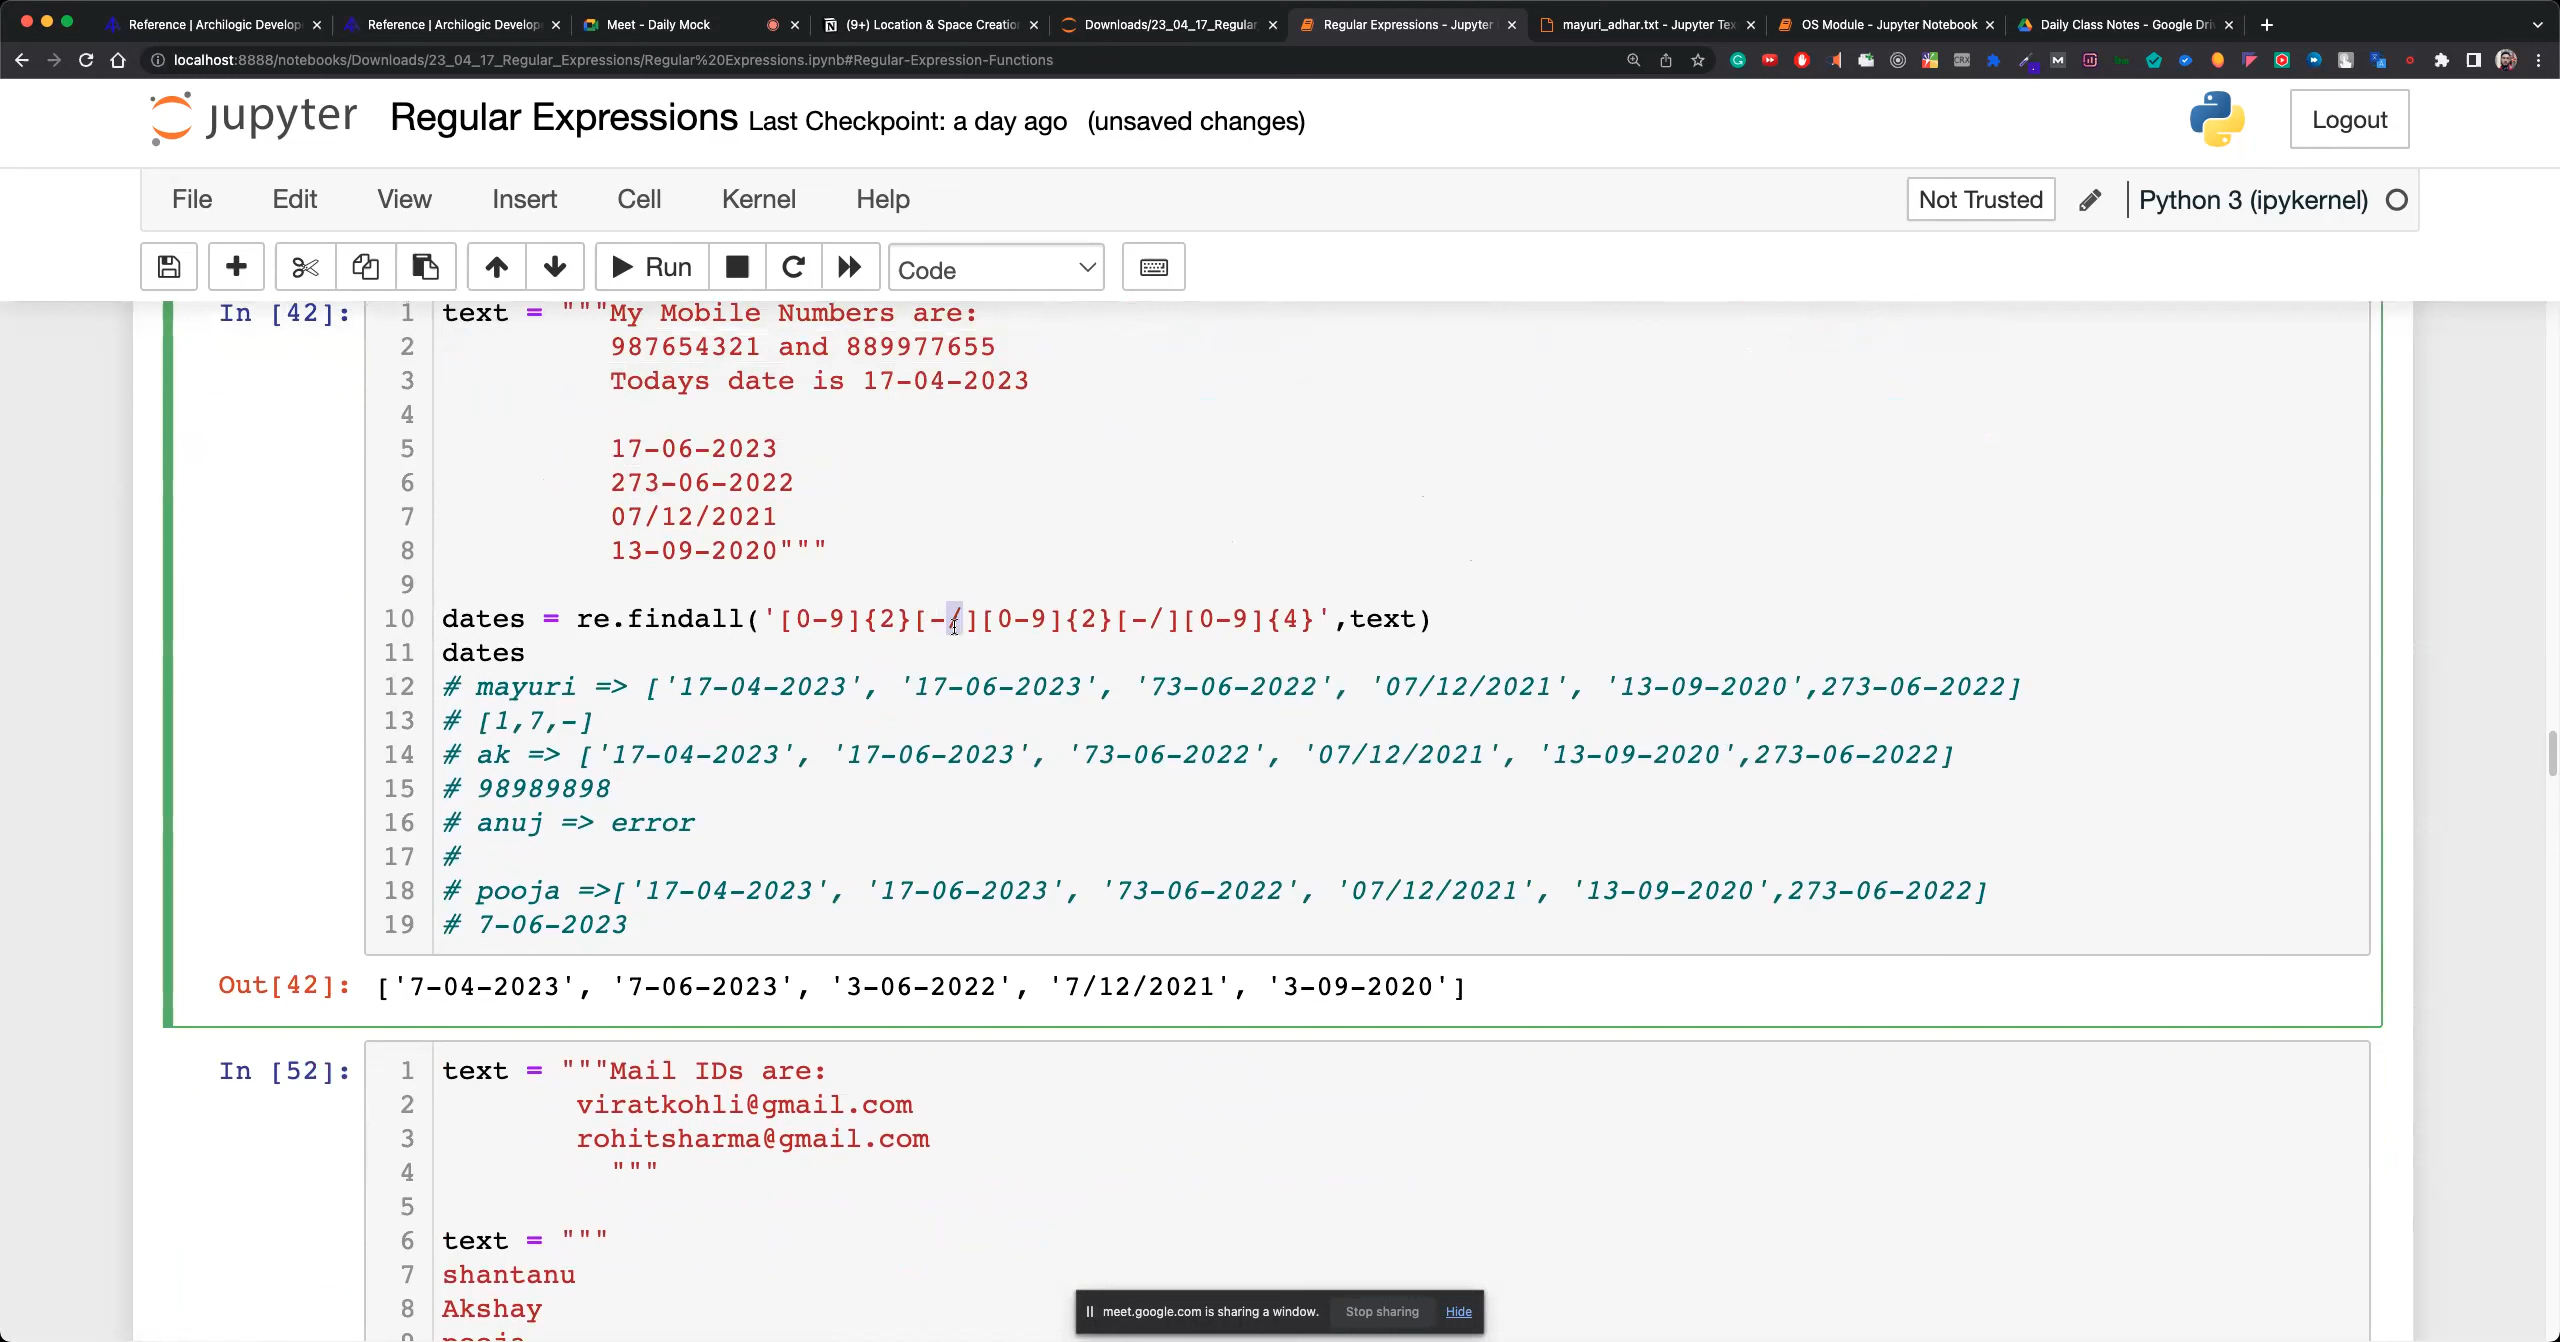 Reference | Archilogic Develop
Reference | Archilogic Develop
Meet - Daily Mock
(9+) Location & Space Creation
Downloads/23_04_17_Regular_
Regular Expressions - Jupyter
mayuri_adhar.txt - Jupyter Tex
OS Module - Jupyter Notebook
Daily Class Notes - Google Dri
localhost:8888/notebooks/Downloads/23_04_17_Regular_Expressions/Regular%20Expressions.ipynb#Regular-Expression-Functions
jupyter Regular Expressions Last Checkpoint: a day ago (unsaved changes)
Logout
File Edit View Insert Cell Kernel Help
Not Trusted
Python 3 (ipykernel)
Run
Code
In [42]: 1 text = """My Mobile Numbers are:
2 987654321 and 889977655
3 Todays date is 17-04-2023
4
5 17-06-2023
6 273-06-2022
7 07/12/2021
8 13-09-2020"""
9
10 dates = re.findall('[0-9]{2}[-/][0-9]{2}[-/][0-9]{4}',text)
11 dates
12 # mayuri => ['17-04-2023', '17-06-2023', '73-06-2022', '07/12/2021', '13-09-2020',273-06-2022]
13 # [1,7,-]
14 # ak => ['17-04-2023', '17-06-2023', '73-06-2022', '07/12/2021', '13-09-2020',273-06-2022]
15 # 98989898
16 # anuj => error
17 #
18 # pooja =>['17-04-2023', '17-06-2023', '73-06-2022', '07/12/2021', '13-09-2020',273-06-2022]
19 # 7-06-2023
Out[42]: ['7-04-2023', '7-06-2023', '3-06-2022', '7/12/2021', '3-09-2020']
In [52]: 1 text = """Mail IDs are:
2 viratkohli@gmail.com
3 rohitsharma@gmail.com
4 """
5
6 text = """
7 shantanu
8 Akshay
9 pooja
meet.google.com is sharing a window. Stop sharing Hide